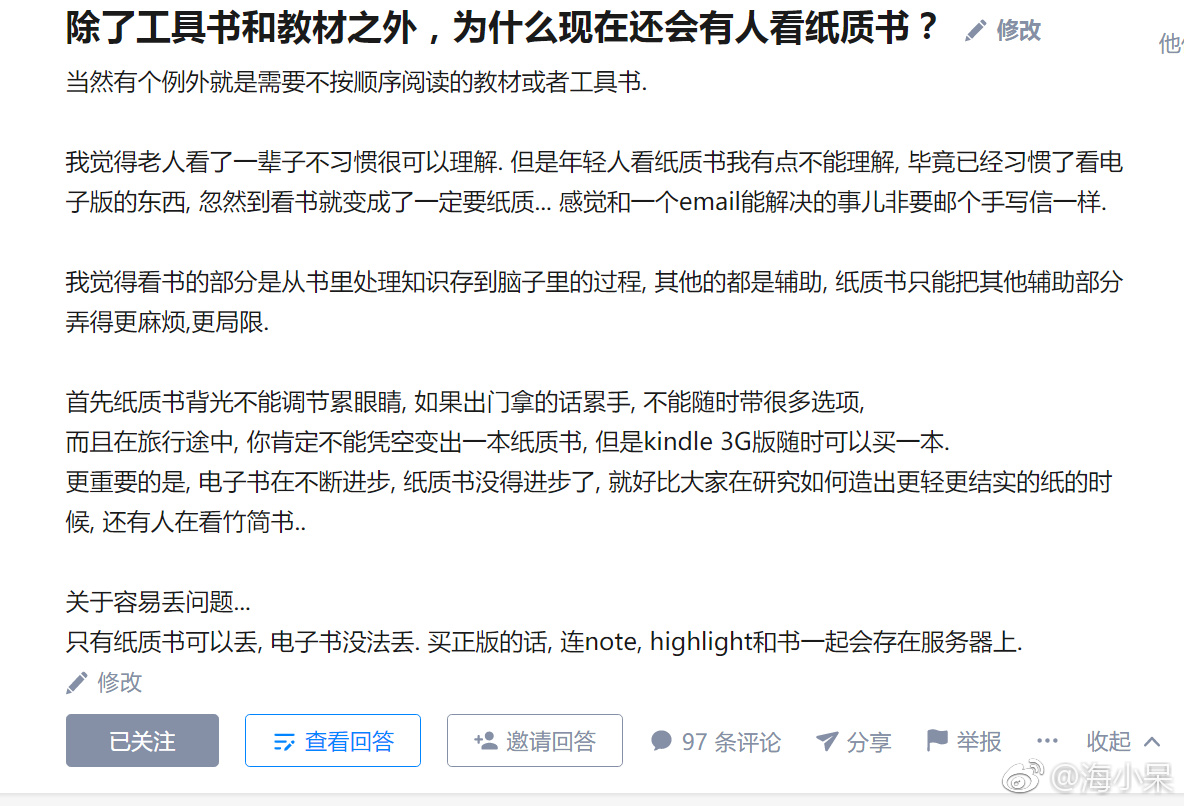 除了工具书和教材之外，为什么现在还会有人看纸质书？ 修改
他
当然有个例外就是需要不按顺序阅读的教材或者工具书.
我觉得老人看了一辈子不习惯很可以理解. 但是年轻人看纸质书我有点不能理解, 毕竟已经习惯了看电
子版的东西, 忽然到看书就变成了一定要纸质... 感觉和一个email能解决的事儿非要邮个手写信一样.
我觉得看书的部分是从书里处理知识存到脑子里的过程, 其他的都是辅助, 纸质书只能把其他辅助部分
弄得更麻烦,更局限.
首先纸质书背光不能调节累眼睛, 如果出门拿的话累手, 不能随时带很多选项,
而且在旅行途中, 你肯定不能凭空变出一本纸质书, 但是kindle 3G版随时可以买一本.
更重要的是, 电子书在不断进步, 纸质书没得进步了, 就好比大家在研究如何造出更轻更结实的纸的时
候, 还有人在看竹简书..
关于容易丢问题...
只有纸质书可以丢, 电子书没法丢. 买正版的话, 连note, highlight和书一起会存在服务器上.
修改
已关注 查看回答 邀请回答 97 条评论 分享 举报 ... 收起
@海小呆